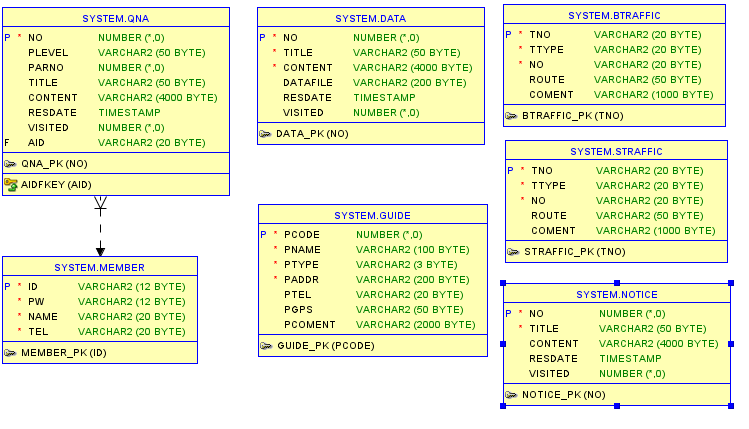 SYSTEM.QNA
P * NO NUMBER (*,0)
PLEVEL VARCHAR2 (50 BYTE)
PARNO NUMBER (*,0)
TITLE VARCHAR2 (50 BYTE)
CONTENT VARCHAR2 (4000 BYTE)
RESDATE TIMESTAMP
VISITED NUMBER (*,0)
F AID VARCHAR2 (20 BYTE)
QNA_PK (NO)
AIDFKEY (AID)
SYSTEM.MEMBER
P * ID VARCHAR2 (12 BYTE)
* PW VARCHAR2 (12 BYTE)
* NAME VARCHAR2 (20 BYTE)
* TEL VARCHAR2 (20 BYTE)
MEMBER_PK (ID)
SYSTEM.DATA
P * NO NUMBER (*,0)
* TITLE VARCHAR2 (50 BYTE)
* CONTENT VARCHAR2 (4000 BYTE)
DATAFILE VARCHAR2 (200 BYTE)
RESDATE TIMESTAMP
VISITED NUMBER (*,0)
DATA_PK (NO)
SYSTEM.GUIDE
P * PCODE NUMBER (*,0)
* PNAME VARCHAR2 (100 BYTE)
* PTYPE VARCHAR2 (3 BYTE)
* PADDR VARCHAR2 (200 BYTE)
PTEL VARCHAR2 (20 BYTE)
PGPS VARCHAR2 (50 BYTE)
PCOMENT VARCHAR2 (2000 BYTE)
GUIDE_PK (PCODE)
SYSTEM.BTRAFFIC
P * TNO VARCHAR2 (20 BYTE)
* TTYPE VARCHAR2 (20 BYTE)
* NO VARCHAR2 (20 BYTE)
ROUTE VARCHAR2 (50 BYTE)
COMENT VARCHAR2 (1000 BYTE)
BTRAFFIC_PK (TNO)
SYSTEM.STRAFFIC
P * TNO VARCHAR2 (20 BYTE)
* TTYPE VARCHAR2 (20 BYTE)
* NO VARCHAR2 (20 BYTE)
ROUTE VARCHAR2 (50 BYTE)
COMENT VARCHAR2 (1000 BYTE)
STRAFFIC_PK (TNO)
SYSTEM.NOTICE
P * NO NUMBER (*,0)
* TITLE VARCHAR2 (50 BYTE)
CONTENT VARCHAR2 (4000 BYTE)
RESDATE TIMESTAMP
VISITED NUMBER (*,0)
NOTICE_PK (NO)